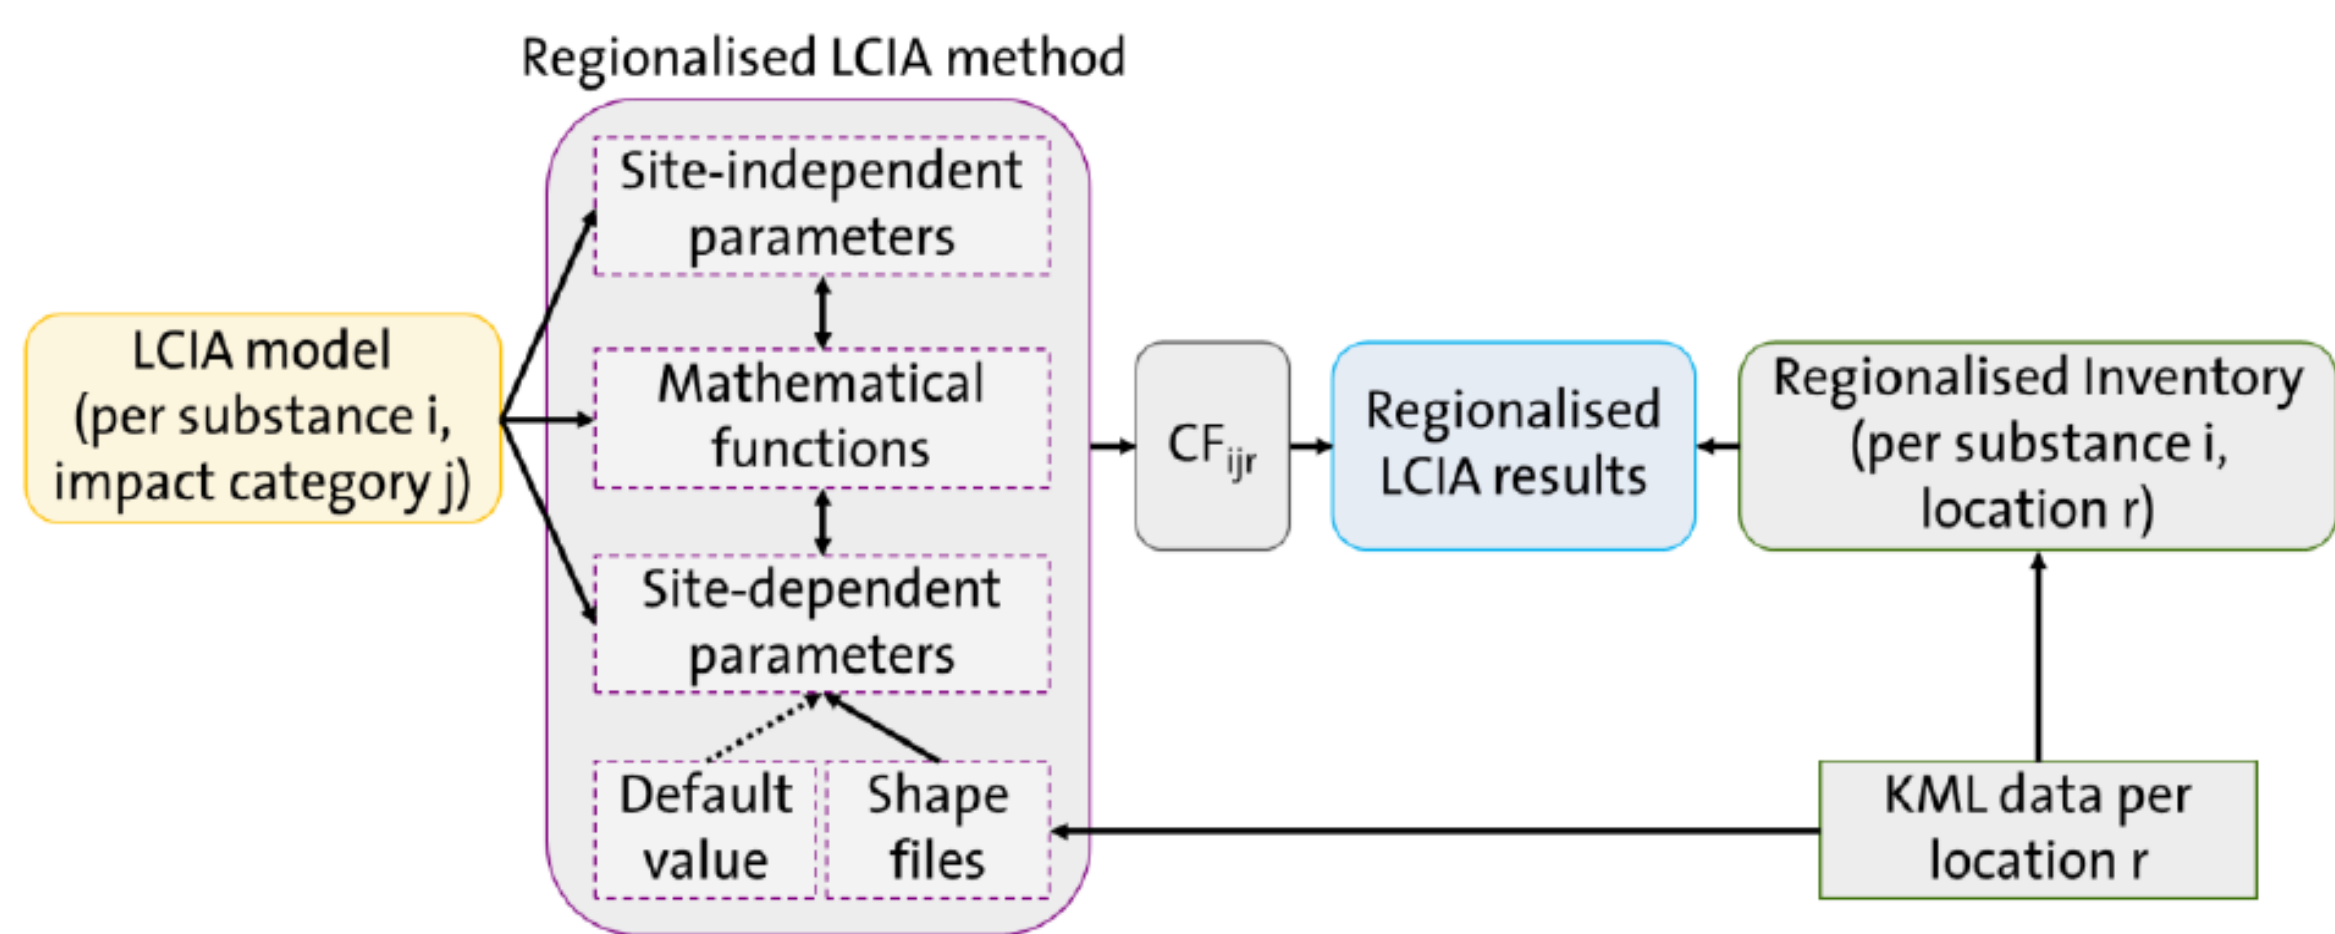 Regionalised LCIA method
Site-independent
parameters
LCIA model
(per substance i,
impact category j)
Mathematical
functions
CFijr
Regionalised
LCIA results
Regionalised Inventory
(per substance i,
location r)
Site-dependent
parameters
Default
value
Shape
files
KML data per
location r